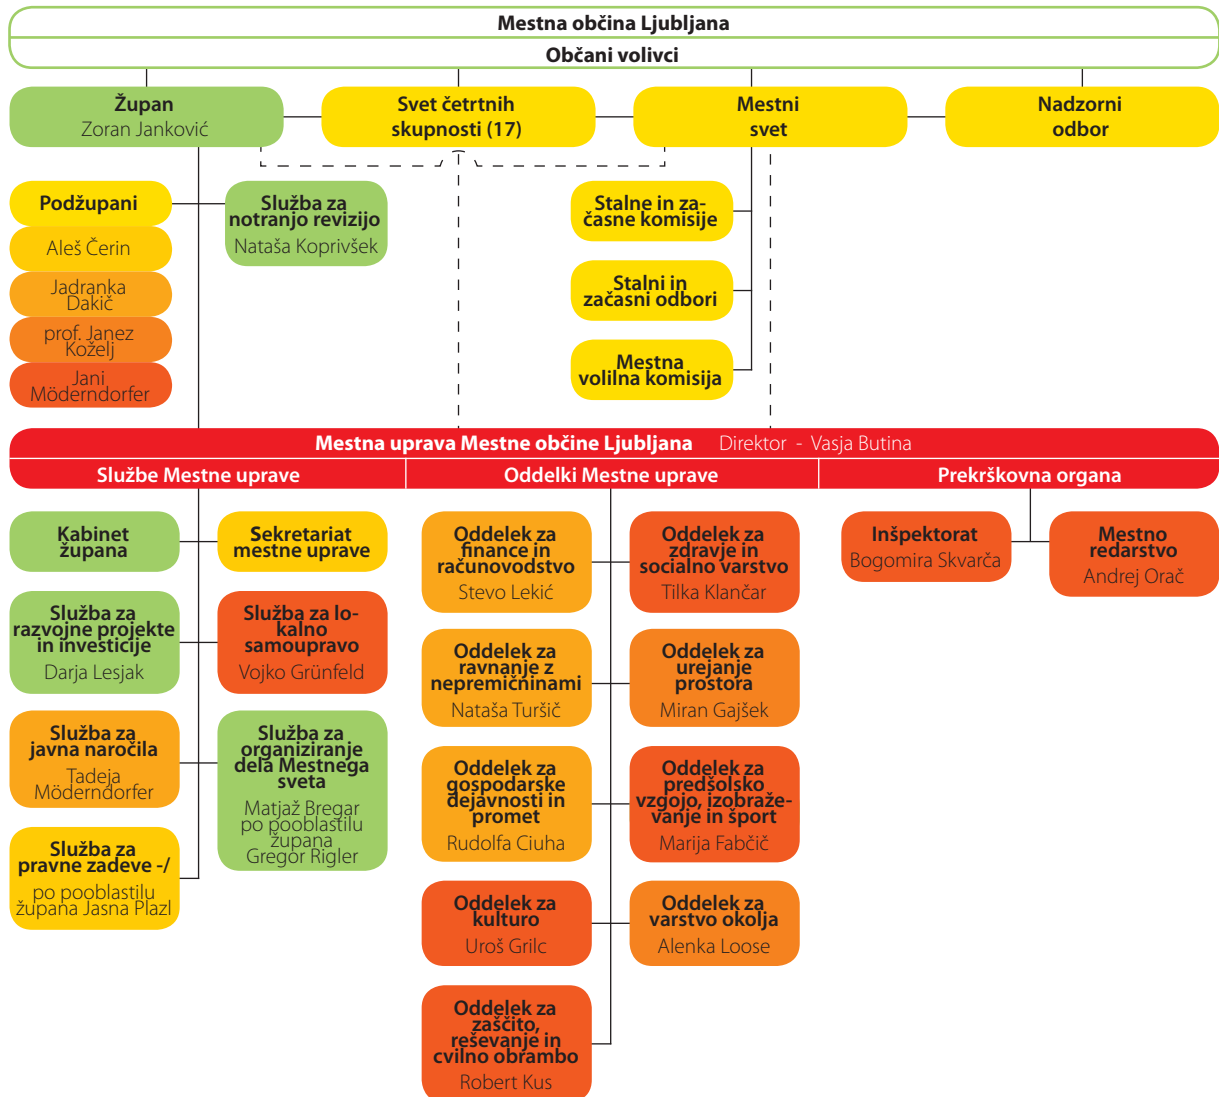 Mestna občina Ljubljana
Občani volivci
Župan
Zoran Janković
Svet četrtnih
skupnosti (17)
Mestni
svet
Nadzorni
odbor
Podžupani
Aleš Čerin
Jadranka
Dakič
prof. Janez
Koželj
Jani
Möderndorfer
Služba za
notranjo revizijo
Nataša Koprivšek
Stalne in za-
časne komisije
Stalni in
začasni odbori
Mestna
volilna komisija
Mestna uprava Mestne občine Ljubljana Direktor - Vasja Butina
Službe Mestne uprave
Oddelki Mestne uprave
Prekrškovna organa
Kabinet
župana
Sekretariat
mestne uprave
Služba za
razvojne projekte
in investicije
Darja Lesjak
Služba za lo-
kalno
samoupravo
Vojko Grünfeld
Služba za
javna naročila
Tadeja
Möderndorfer
Služba za
organiziranje
dela Mestnega
sveta
Matjaž Bregar
po pooblastilu
župana
Gregor Rigler
Služba za
pravne zadeve -/
po pooblastilu
župana Jasna Plazl
Oddelek za
finance in
računovodstvo
Stevo Lekić
Oddelek za
zdravje in
socialno varstvo
Tilka Klančar
Oddelek za
ravnanje z
nepremičninami
Nataša Turšič
Oddelek za
urejanje
prostora
Miran Gajšek
Oddelek za
gospodarske
dejavnosti in
promet
Rudolfa Ciuha
Oddelek za
predšolsko
vzgojo, izobraže-
vanje in šport
Marija Fabčič
Oddelek za
kulturo
Uroš Grilc
Oddelek za
varstvo okolja
Alenka Loose
Oddelek za
zaščito,
reševanje in
cvilno obrambo
Robert Kus
Inšpektorat
Bogomira Skvarča
Mestno
redarstvo
Andrej Orač